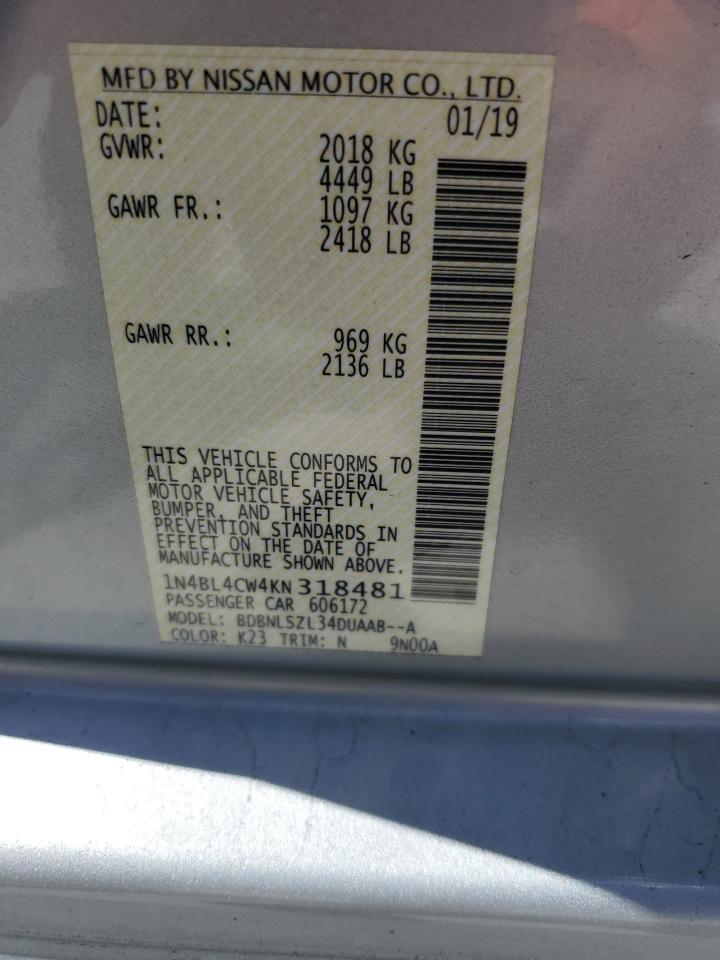 MFD BY NISSAN MOTOR CO., LTD.
DATE: 01/19
GVWR: 2018 KG
4449 LB
GAWR FR.: 1097 KG
2418 LB
GAWR RR.: 969 KG
2136 LB
THIS VEHICLE CONFORMS TO
ALL APPLICABLE FEDERAL
MOTOR VEHICLE SAFETY,
BUMPER, AND THEFT
PREVENTION STANDARDS IN
EFFECT ON THE DATE OF
MANUFACTURE SHOWN ABOVE.
1N4BL4CW4KN318481
PASSENGER CAR 606172
MODEL: BDBNLSZL34DUAAB--A
COLOR: K23 TRIM: N 9N00A